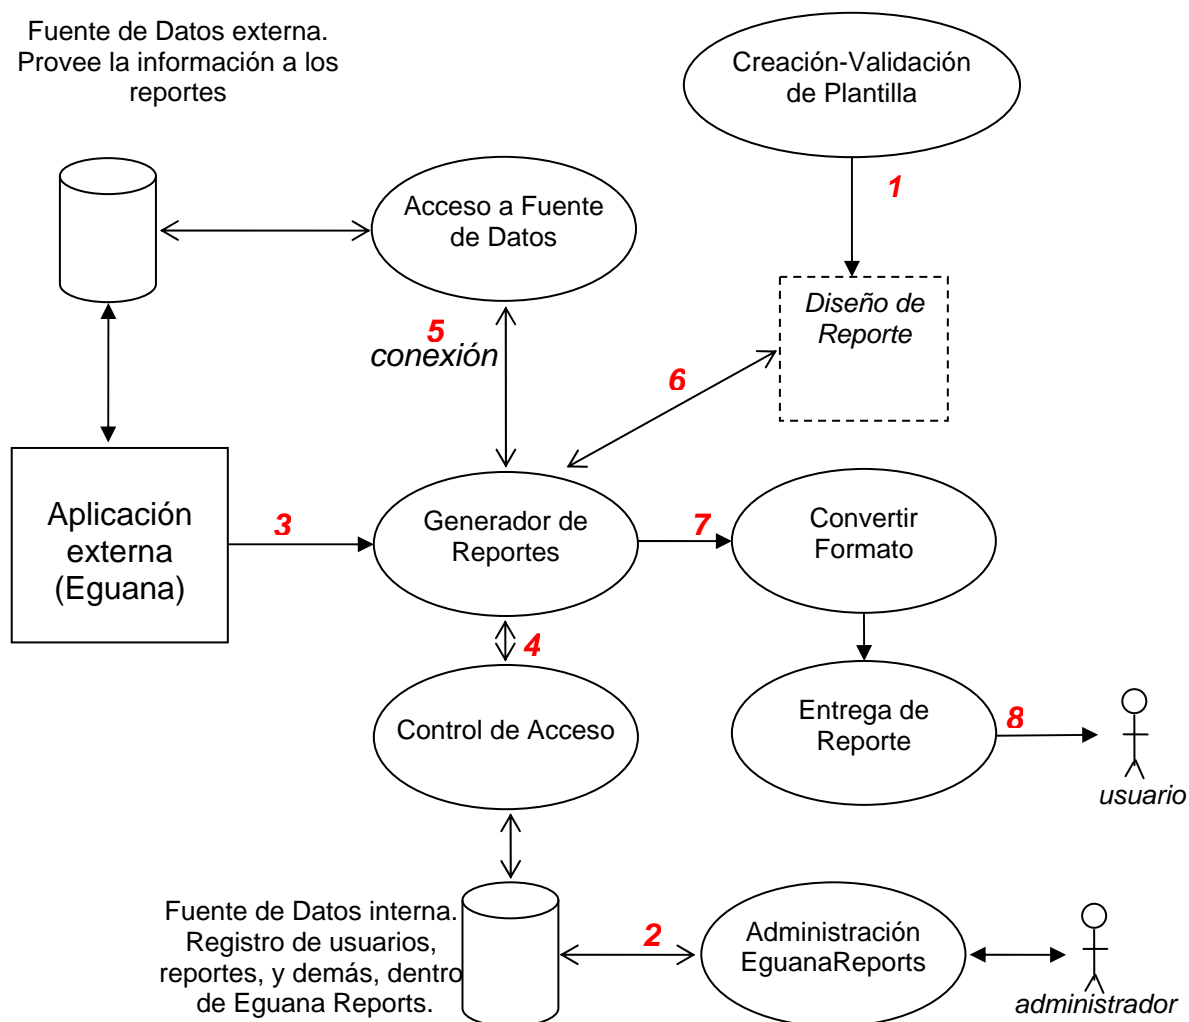 Fuente de Datos externa.
Provee la información a los
reportes
Creación-Validación
de Plantilla
1
Acceso a Fuente
de Datos
Diseño de
Reporte
5
conexión
6
Aplicación
externa
(Eguana)
3
Generador de
Reportes
7
Convertir
Formato
4
Control de Acceso
Entrega de
Reporte
8
usuario
Fuente de Datos interna.
Registro de usuarios,
reportes, y demás, dentro
de Eguana Reports.
2
Administración
EguanaReports
administrador